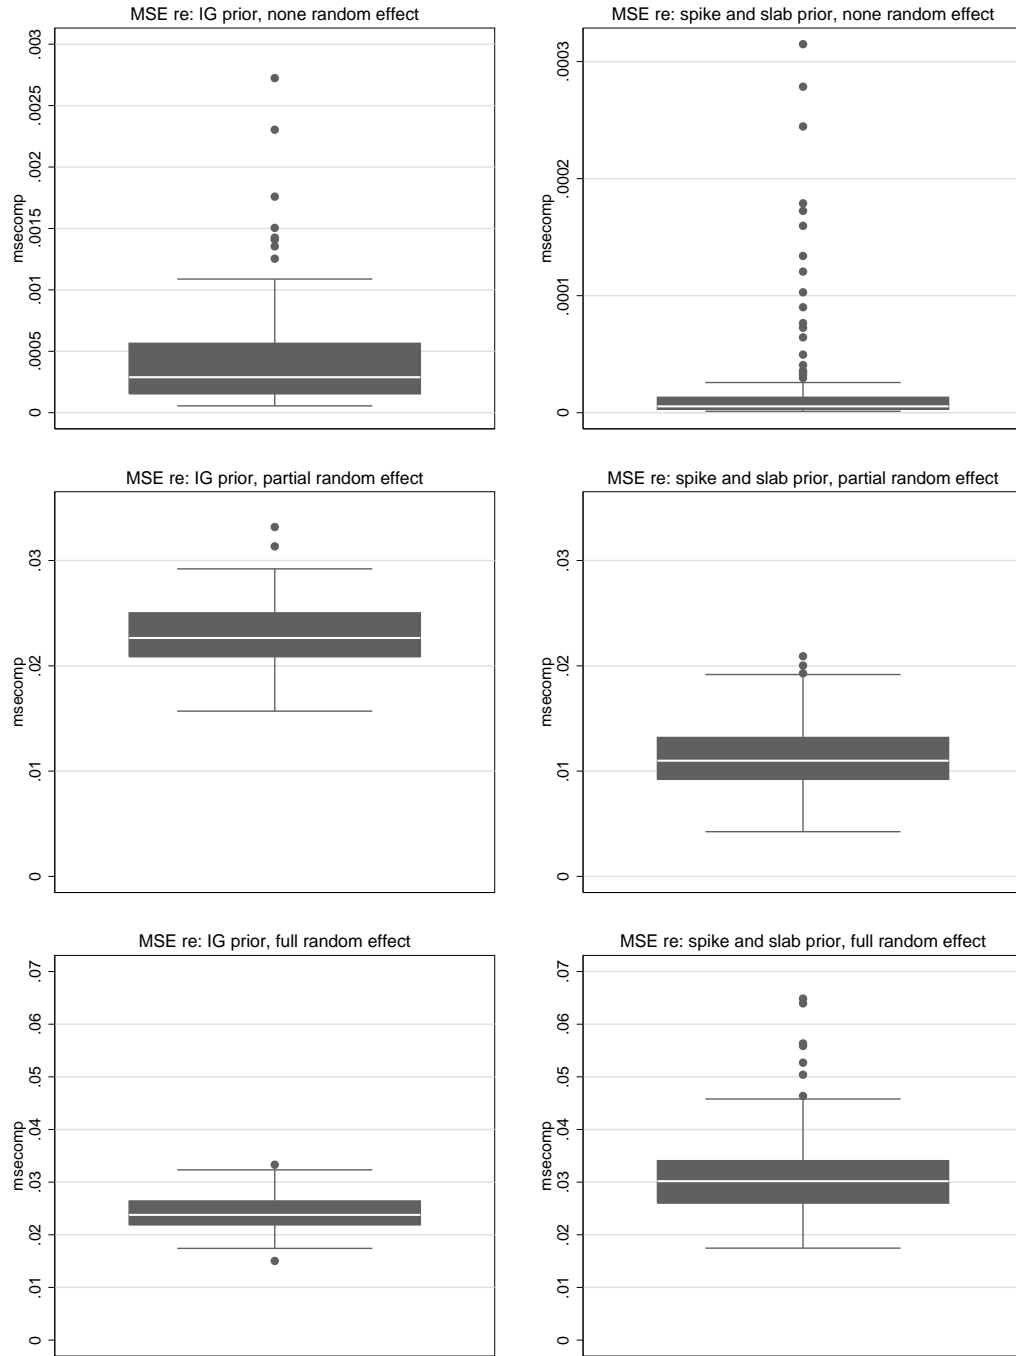 MSE re: IG prior, none random effect
msecomp
.003
.0025
.002
.0015
.001
.0005
0
MSE re: spike and slab prior, none random effect
msecomp
.0003
.0002
.0001
0
MSE re: IG prior, partial random effect
msecomp
.03
.02
.01
0
MSE re: spike and slab prior, partial random effect
msecomp
.03
.02
.01
0
MSE re: IG prior, full random effect
msecomp
.07
.06
.05
.04
.03
.02
.01
0
MSE re: spike and slab prior, full random effect
msecomp
.07
.06
.05
.04
.03
.02
.01
0